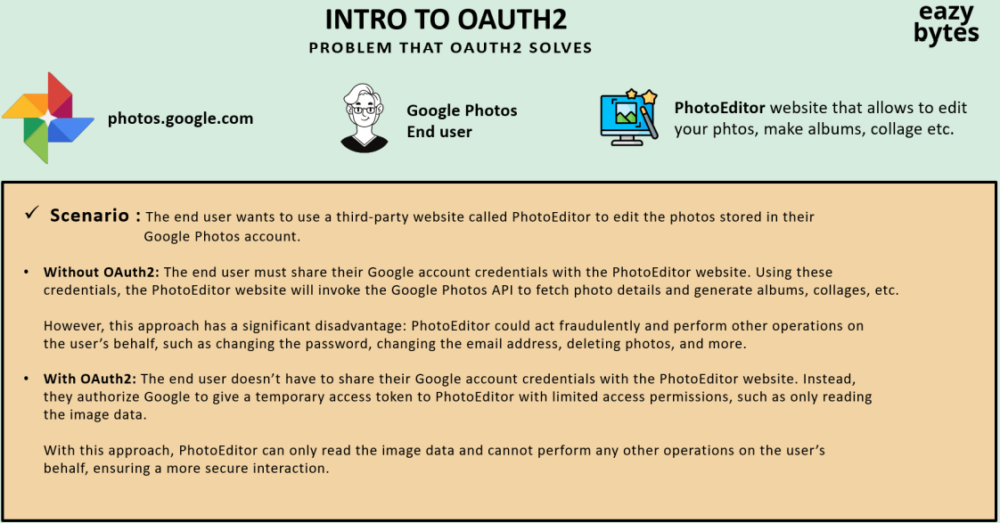 INTRO TO OAUTH2
PROBLEM THAT OAUTH2 SOLVES
eazy
bytes
photos.google.com
Google Photos
End user
PhotoEditor website that allows to edit
your phtos, make albums, collage etc.
✓ Scenario : The end user wants to use a third-party website called PhotoEditor to edit the photos stored in their
Google Photos account.
• Without OAuth2: The end user must share their Google account credentials with the PhotoEditor website. Using these
credentials, the PhotoEditor website will invoke the Google Photos API to fetch photo details and generate albums, collages, etc.
However, this approach has a significant disadvantage: PhotoEditor could act fraudulently and perform other operations on
the user’s behalf, such as changing the password, changing the email address, deleting photos, and more.
• With OAuth2: The end user doesn’t have to share their Google account credentials with the PhotoEditor website. Instead,
they authorize Google to give a temporary access token to PhotoEditor with limited access permissions, such as only reading
the image data.
With this approach, PhotoEditor can only read the image data and cannot perform any other operations on the user’s
behalf, ensuring a more secure interaction.